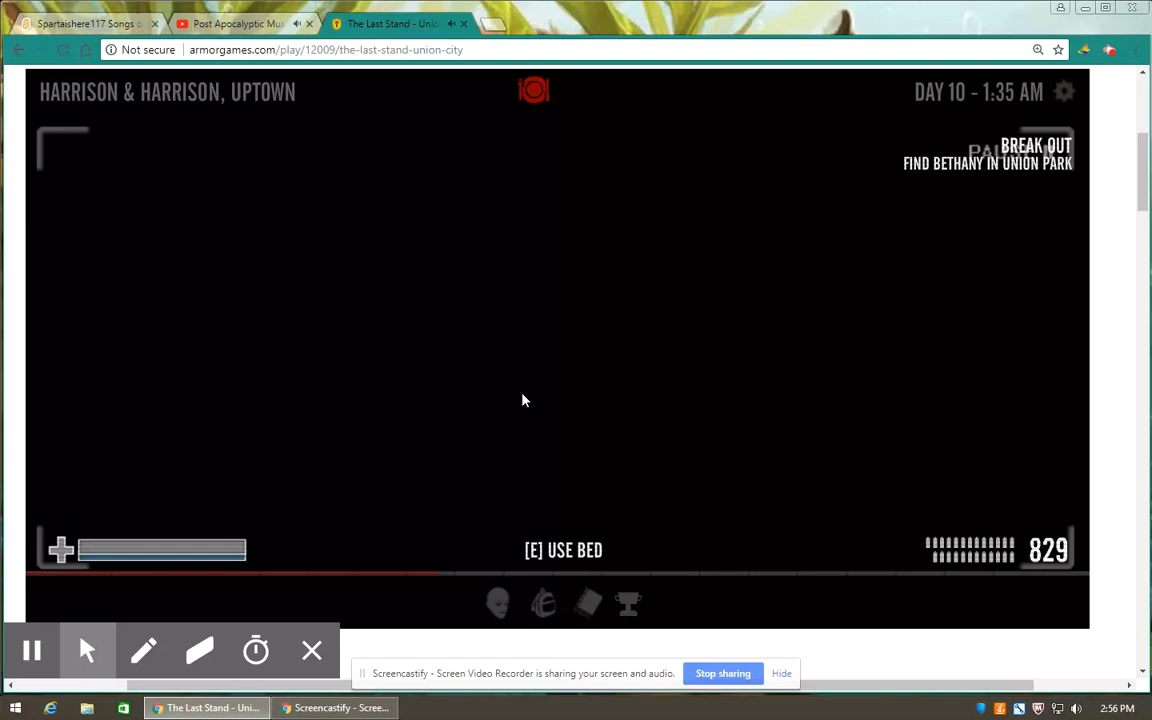 Spartaishere117 Songs o
Post Apocalyptic Mu
The Last Stand - Unio
Not secure
armorgames.com/play/12009/the-last-stand-union-city
HARRISON & HARRISON, UPTOWN
DAY 10 - 1:35 AM
BREAK OUT
FIND BETHANY IN UNION PARK
[E] USE BED
829
Screencastify - Screen Video Recorder is sharing your screen and audio.
Stop sharing
Hide
The Last Stand - Uni...
Screencastify - Scree...
2:56 PM